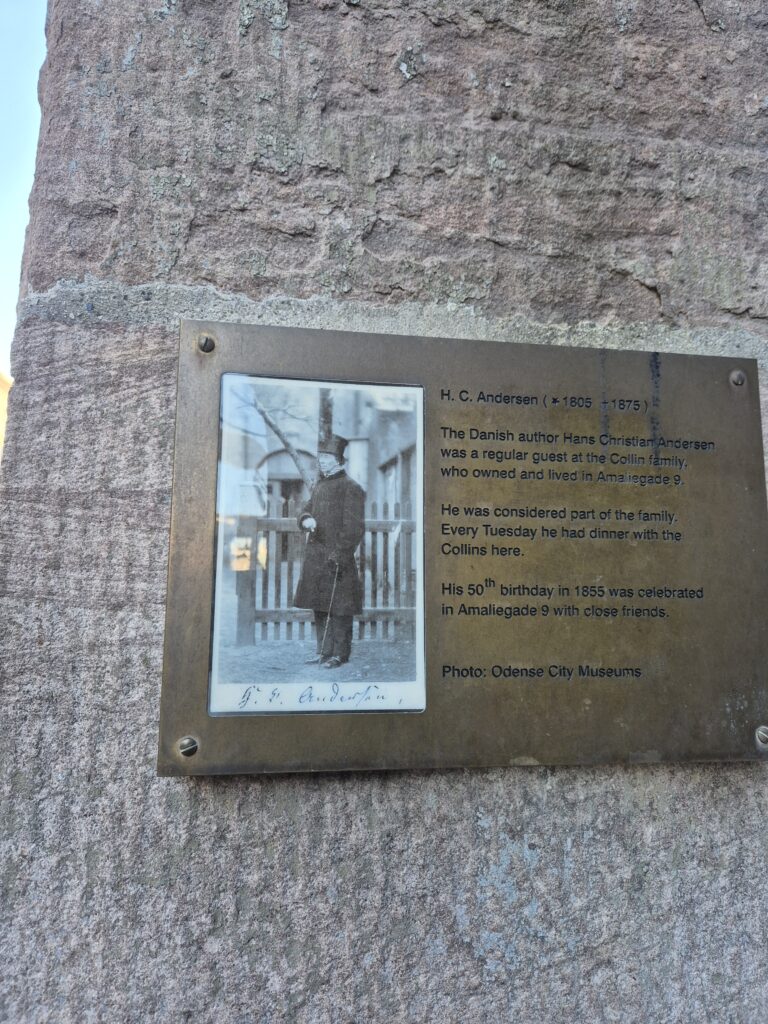 H. C. Andersen (*1805 +1875)
The Danish author Hans Christian Andersen
was a regular guest at the Collin family,
who owned and lived in Amaliegade 9.
He was considered part of the family.
Every Tuesday he had dinner with the
Collins here.
His 50th birthday in 1855 was celebrated
in Amaliegade 9 with close friends.
Photo: Odense City Museums
H. C. Andersen.